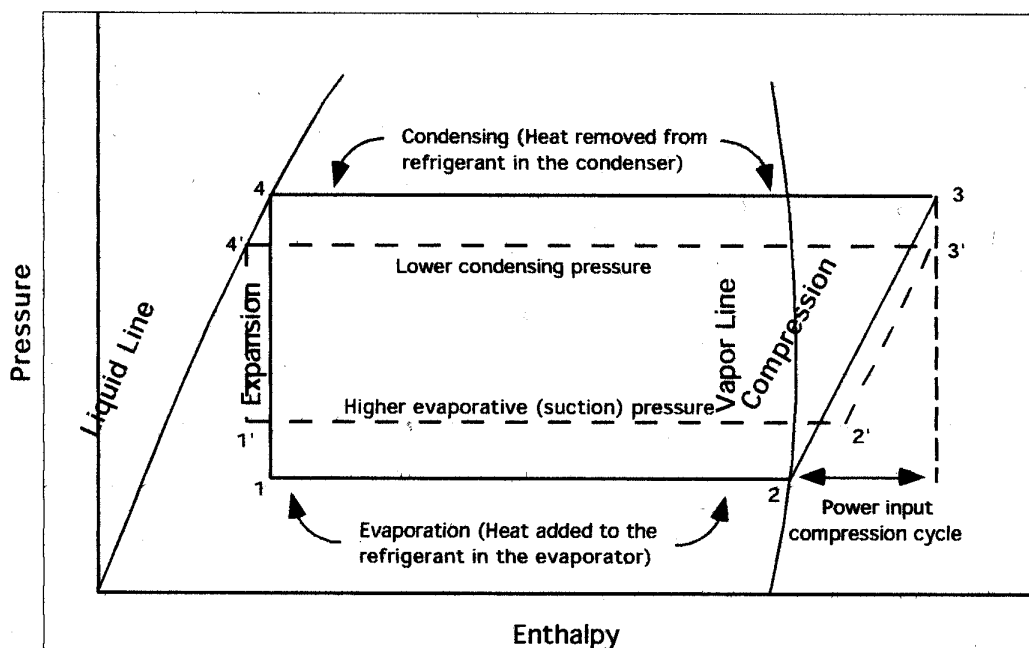 Condensing (Heat removed from
refrigerant in the condenser)
4
3
4'
3'
Lower condensing pressure
Pressure
Liquid Line
Expansion
Vapor Line
Compression
Higher evaporative (suction) pressure
1'
2'
1
2
Power input
compression cycle
Evaporation (Heat added to the
refrigerant in the evaporator)
Enthalpy